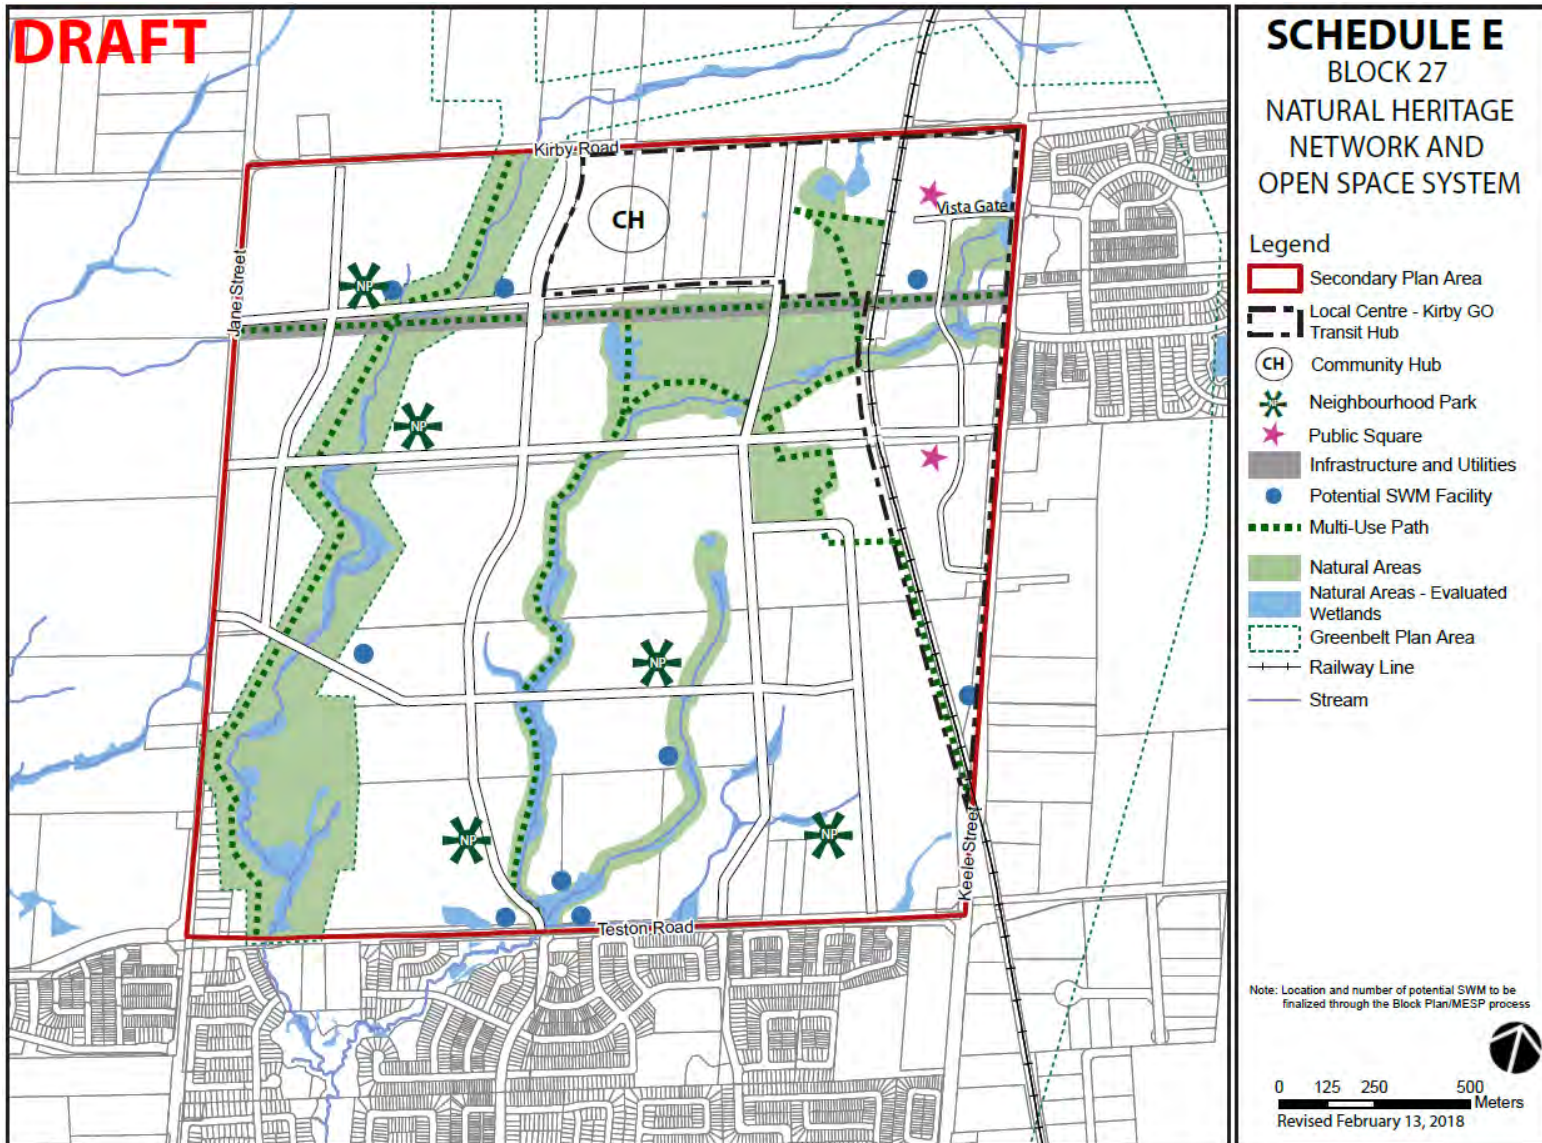 DRAFT
Kirby Road
CH
Vista Gate
Jane Street
NP
NP
NP
NP
NP
Keele Street
Teston Road
SCHEDULE E
BLOCK 27
NATURAL HERITAGE
NETWORK AND
OPEN SPACE SYSTEM
Legend
Secondary Plan Area
Local Centre - Kirby GO
Transit Hub
CH Community Hub
NP Neighbourhood Park
Public Square
Infrastructure and Utilities
Potential SWM Facility
Multi-Use Path
Natural Areas
Natural Areas - Evaluated
Wetlands
Greenbelt Plan Area
Railway Line
Stream
Note: Location and number of potential SWM to be
finalized through the Block Plan/MESP process
0 125 250 500
Meters
Revised February 13, 2018